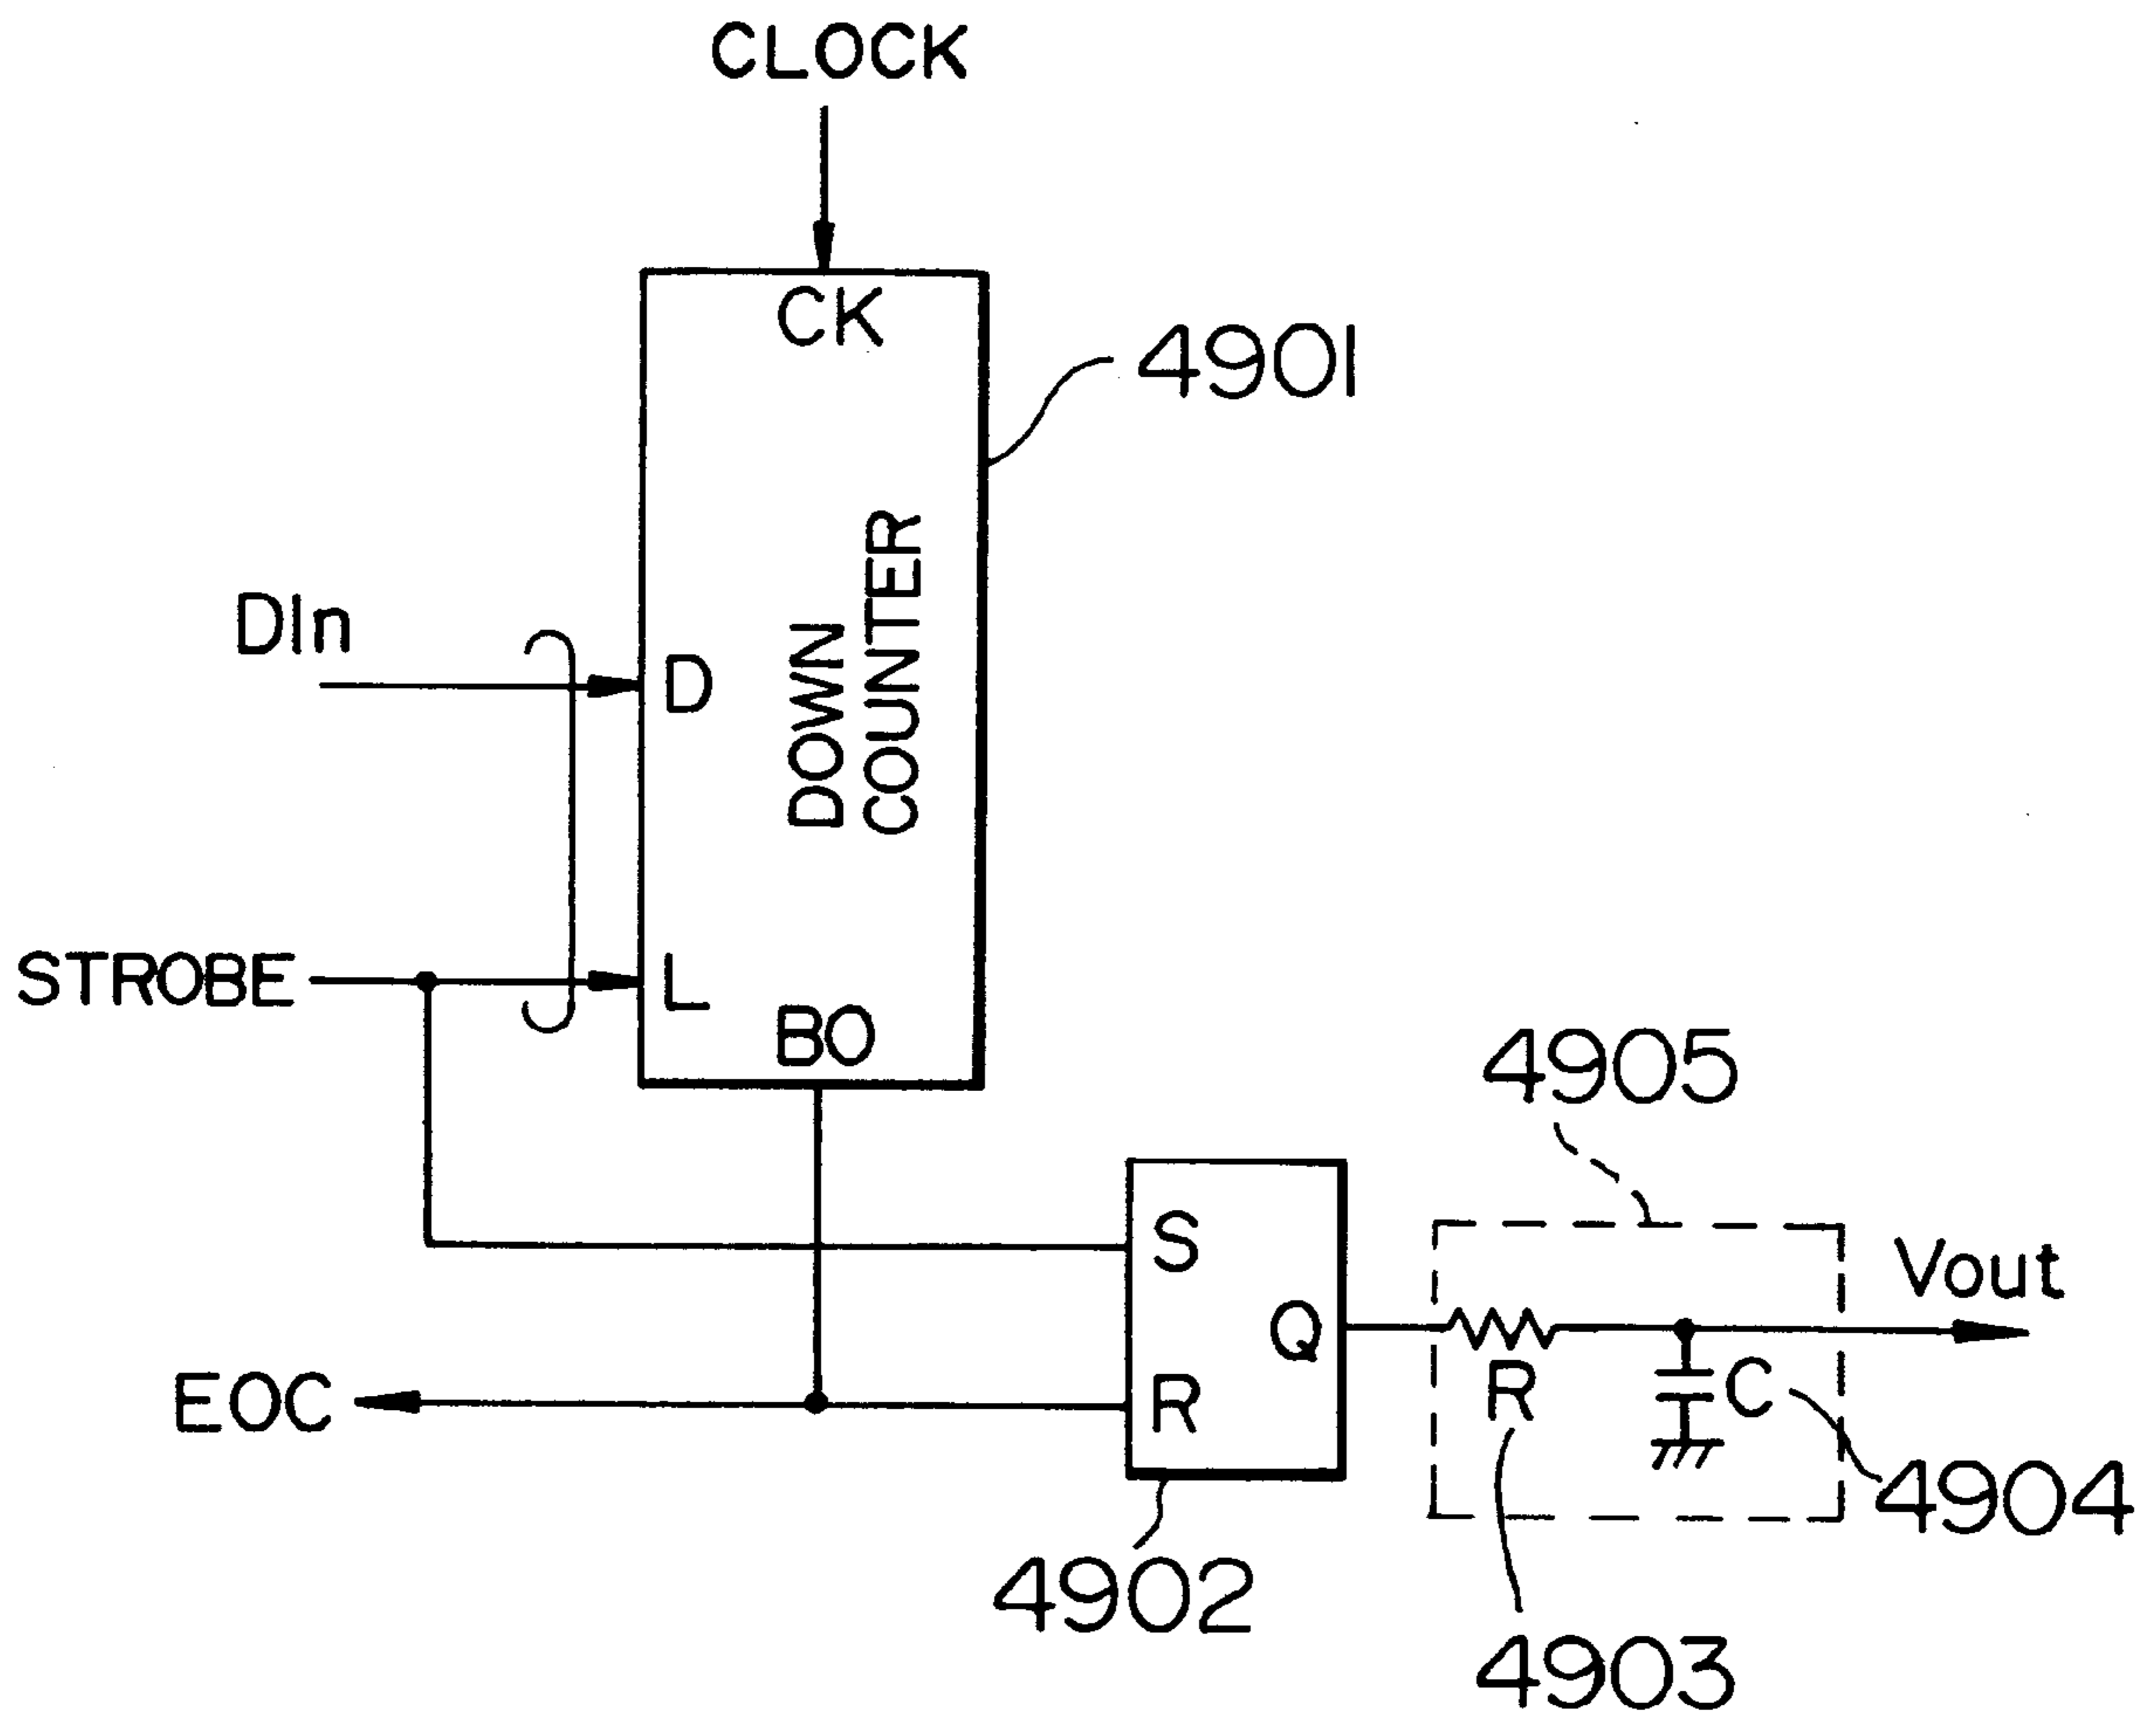 CLOCK
CK
4901
DOWN
COUNTER
DIn
D
STROBE
L
BO
4905
S
Q
Vout
R
C
EOC
R
4904
4902
4903